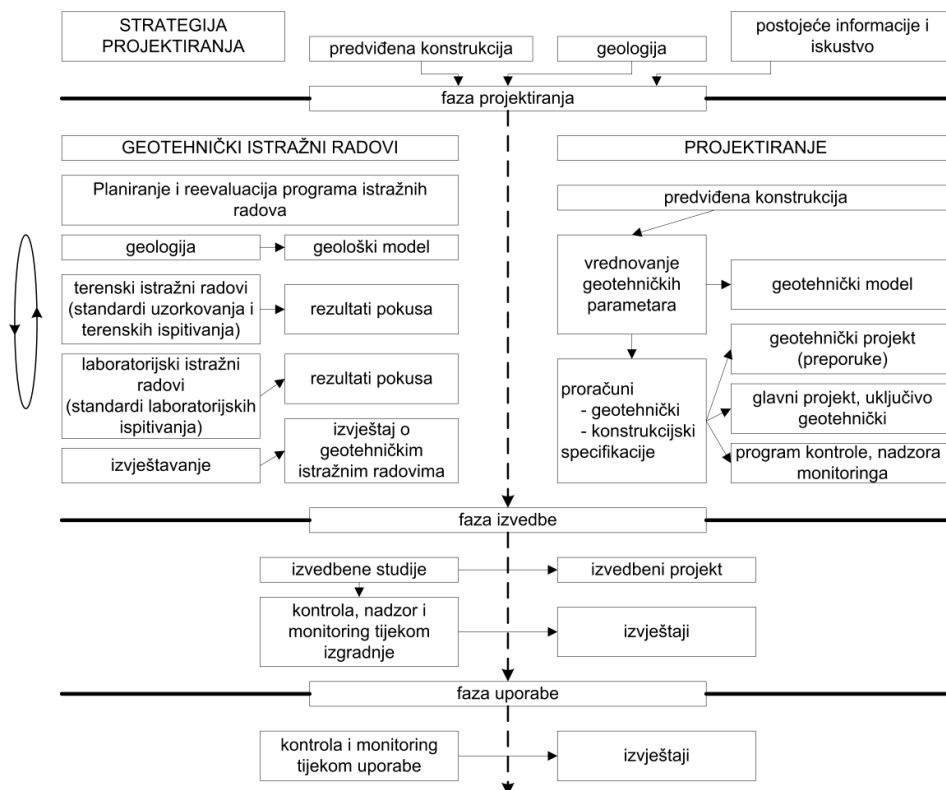 STRATEGIJA
PROJEKTIRANJA
predviđena konstrukcija
geologija
postojeće informacije i
iskustvo
faza projektiranja
GEOTEHNIČKI ISTRAŽNI RADOVI
Planiranje i reevaluacija programa istražnih
radova
geologija
geološki model
terenski istražni radovi
(standardi uzorkovanja i
terenskih ispitivanja)
rezultati pokusa
laboratorijski istražni
radovi
(standardi laboratorijskih
ispitivanja)
rezultati pokusa
izvještavanje
izvještaj o
geotehničkim
istražnim radovima
PROJEKTIRANJE
predviđena konstrukcija
vrednovanje
geotehničkih
parametara
geotehnički model
proračuni
- geotehnički
- konstrukcijski
specifikacije
geotehnički projekt
(preporuke)
glavni projekt, uključivo
geotehnički
program kontrole, nadzora
monitoringa
faza izvedbe
izvedbene studije
izvedbeni projekt
kontrola, nadzor i
monitoring tijekom
izgradnje
izvještaji
faza uporabe
kontrola i monitoring
tijekom uporabe
izvještaji